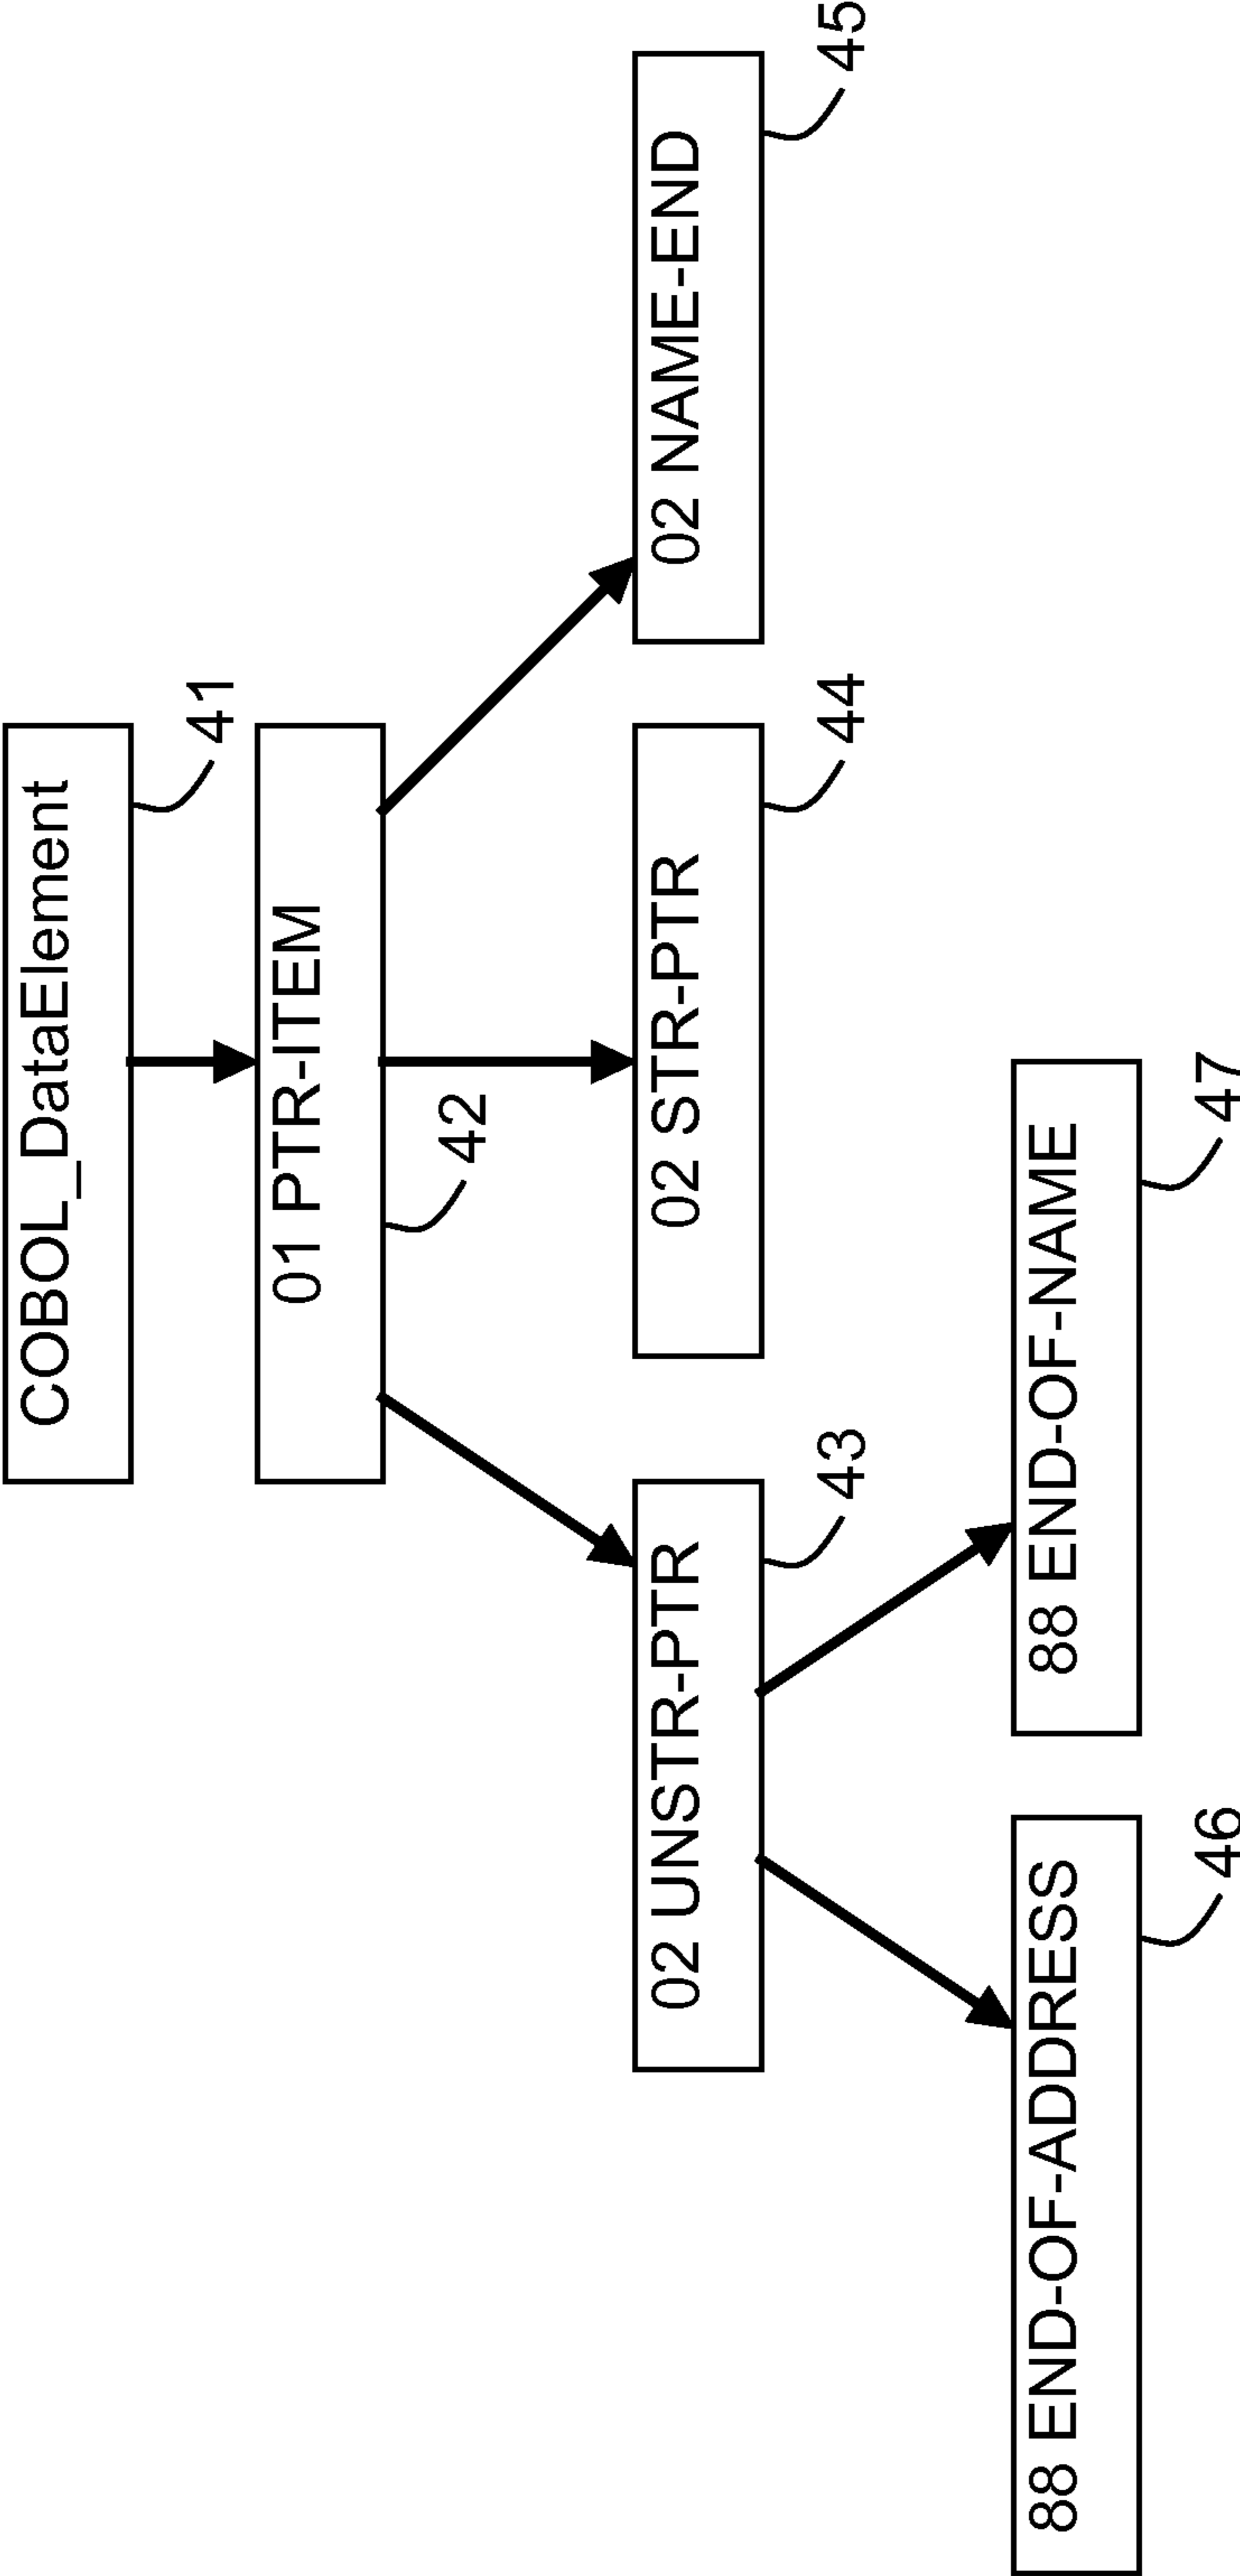 COBOL_DataElement
41
01 PTR-ITEM
42
02 UNSTR-PTR
43
02 STR-PTR
44
02 NAME-END
45
88 END-OF-ADDRESS
46
88 END-OF-NAME
47